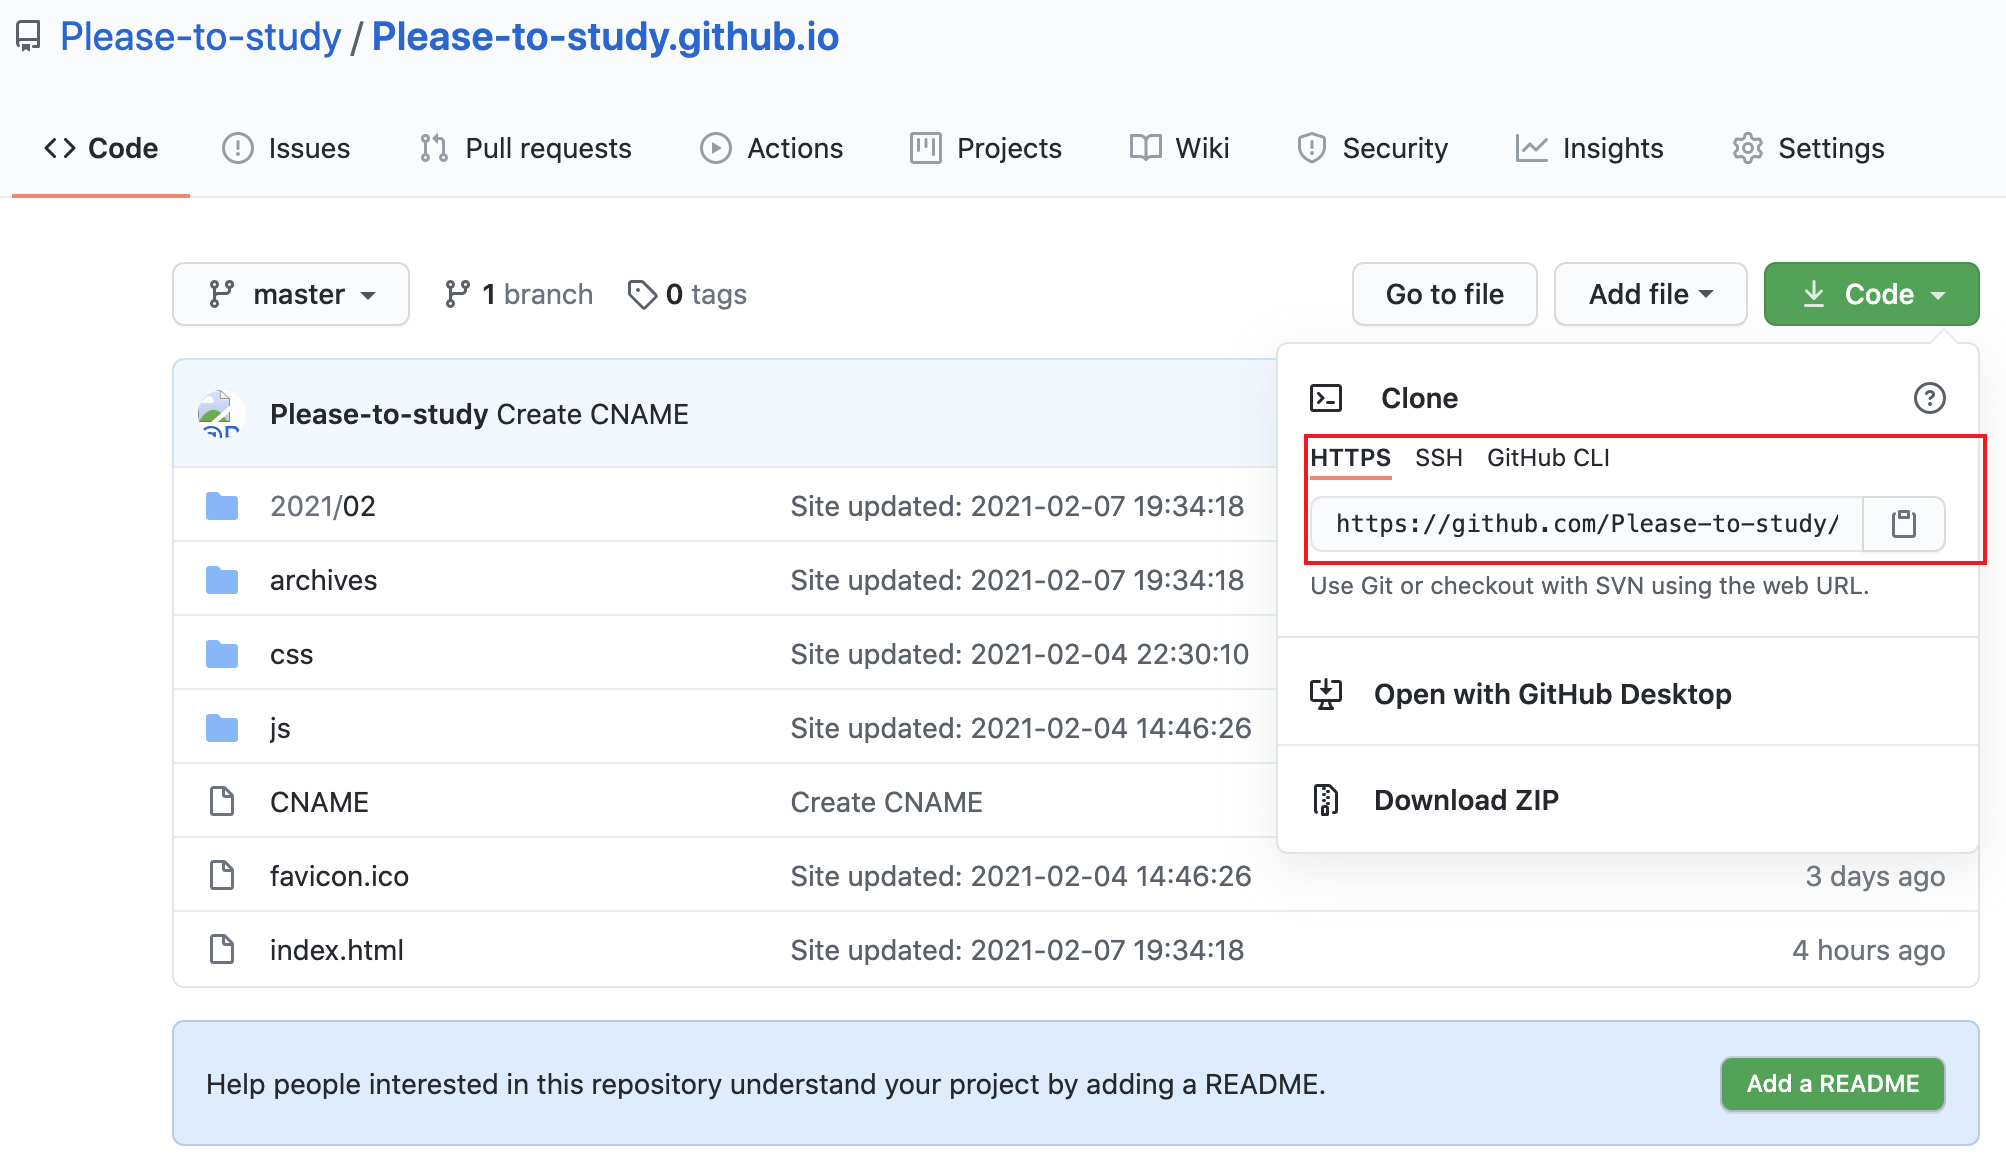 Please-to-study / Please-to-study.github.io
Code Issues Pull requests Actions Projects Wiki Security Insights Settings
master 1 branch 0 tags Go to file Add file Code
Please-to-study Create CNAME
2021/02 Site updated: 2021-02-07 19:34:18
archives Site updated: 2021-02-07 19:34:18
css Site updated: 2021-02-04 22:30:10
js Site updated: 2021-02-04 14:46:26
CNAME Create CNAME
favicon.ico Site updated: 2021-02-04 14:46:26 3 days ago
index.html Site updated: 2021-02-07 19:34:18 4 hours ago
Clone
HTTPS SSH GitHub CLI
https://github.com/Please-to-study/
Use Git or checkout with SVN using the web URL.
Open with GitHub Desktop
Download ZIP
Help people interested in this repository understand your project by adding a README. Add a README